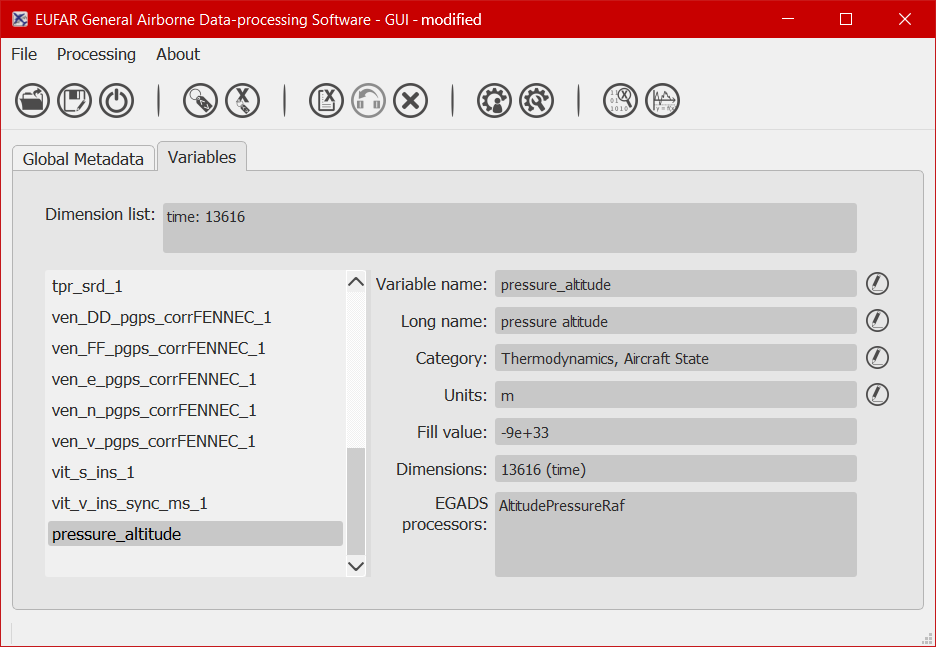 EUFAR General Airborne Data-processing Software - GUI - modified
File Processing About
Global Metadata Variables
Dimension list: time: 13616
tpr_srd_1
ven_DD_pgps_corrFENNEC_1
ven_FF_pgps_corrFENNEC_1
ven_e_pgps_corrFENNEC_1
ven_n_pgps_corrFENNEC_1
ven_v_pgps_corrFENNEC_1
vit_s_ins_1
vit_v_ins_sync_ms_1
pressure_altitude
Variable name: pressure_altitude
Long name: pressure altitude
Category: Thermodynamics, Aircraft State
Units: m
Fill value: -9e+33
Dimensions: 13616 (time)
EGADS processors: AltitudePressureRaf